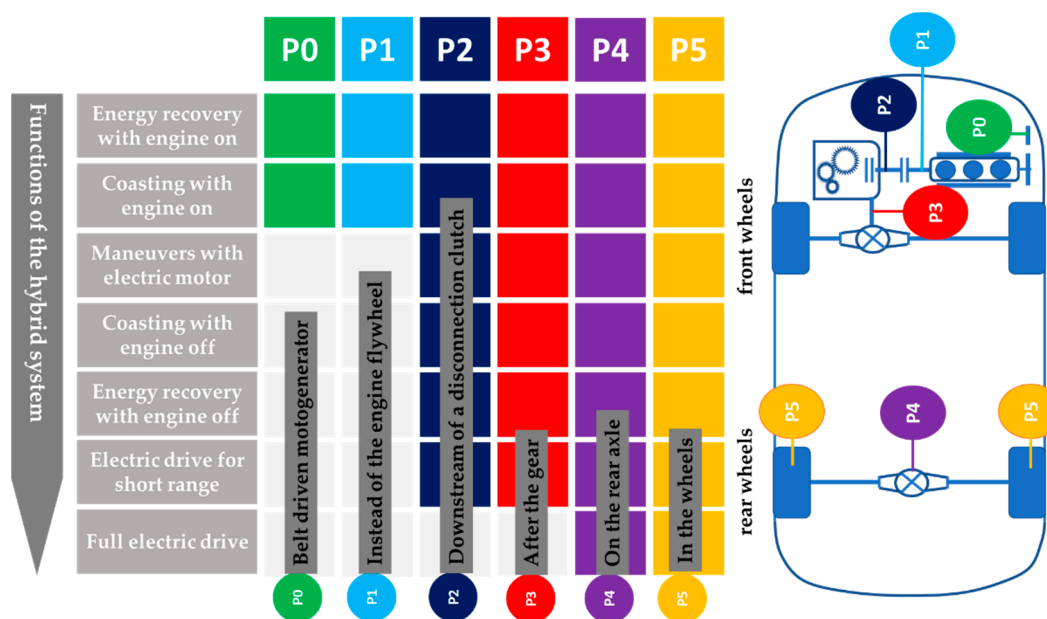 P0 P1 P2 P3 P4 P5
Functions of the hybrid system
Energy recovery
with engine on
Coasting with
engine on
Maneuvers with
electric motor
Coasting with
engine off
Energy recovery
with engine off
Electric drive for
short range
Full electric drive
Belt driven motogenerator
Instead of the engine flywheel
Downstream of a disconnection clutch
After the gear
On the rear axle
In the wheels
P0 P1 P2 P3 P4 P5
front wheels
rear wheels
P1
P2
P0
P3
P5
P4
P5